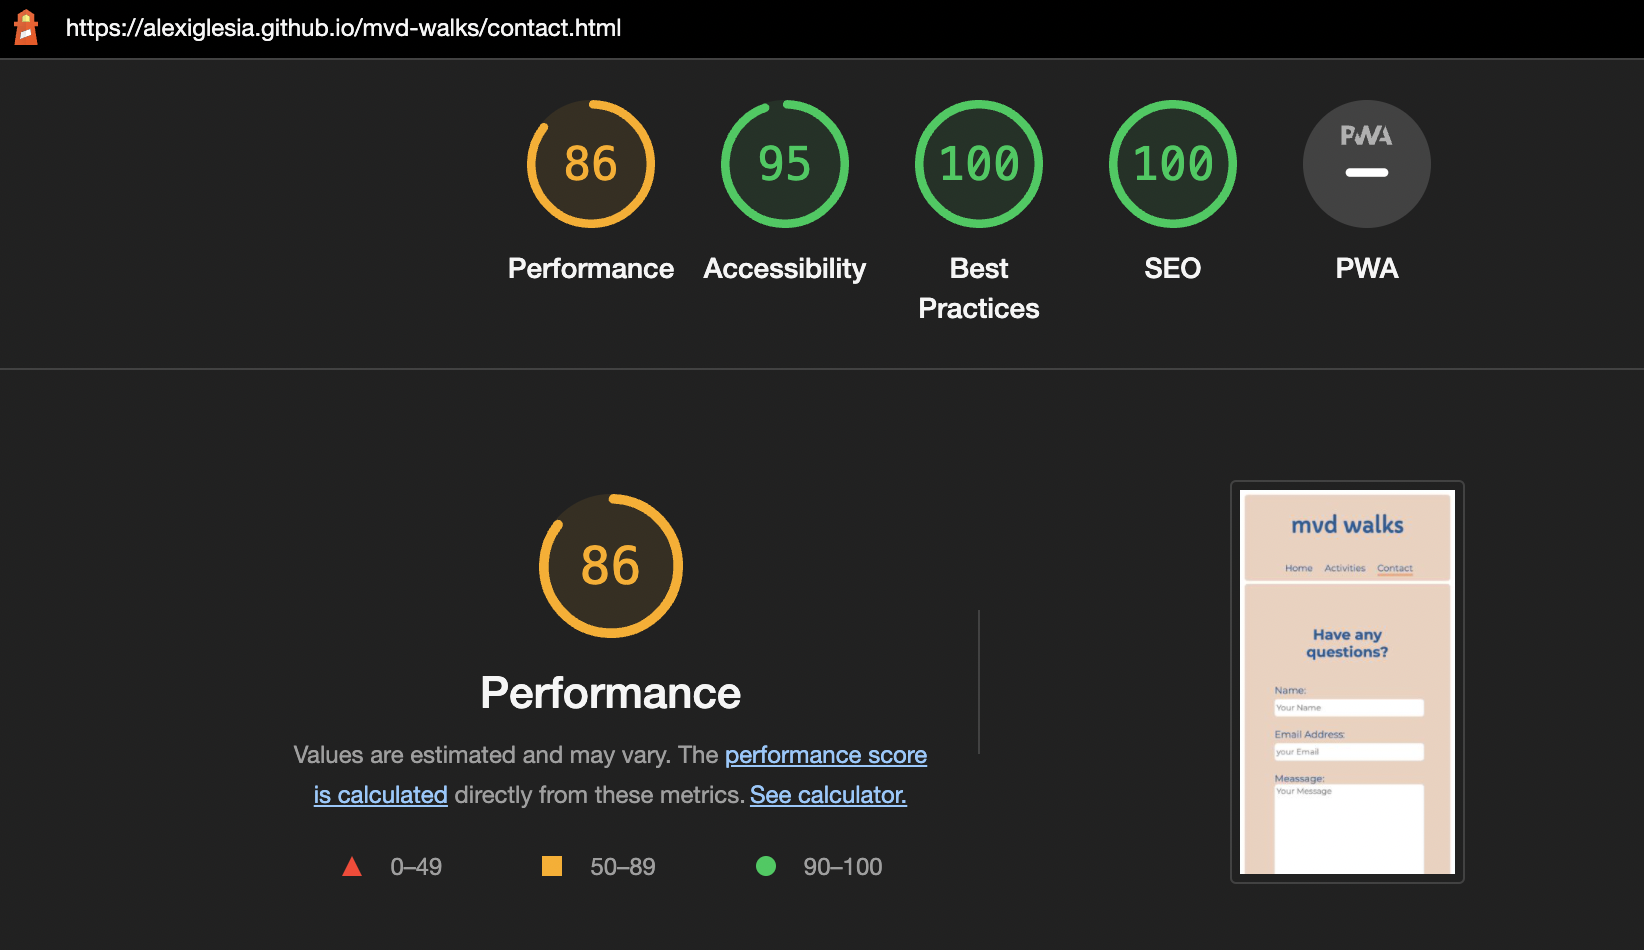 https://alexiglesia.github.io/mvd-walks/contact.html
86
95
100
100
PWA
Performance
Accessibility
Best
Practices
SEO
PWA
86
Performance
Values are estimated and may vary. The performance score
is calculated directly from these metrics. See calculator.
0–49
50–89
90–100
mvd walks
Home Activities Contact
Have any
questions?
Name:
Your Name
Email Address:
your Email
Meassage:
Your Message